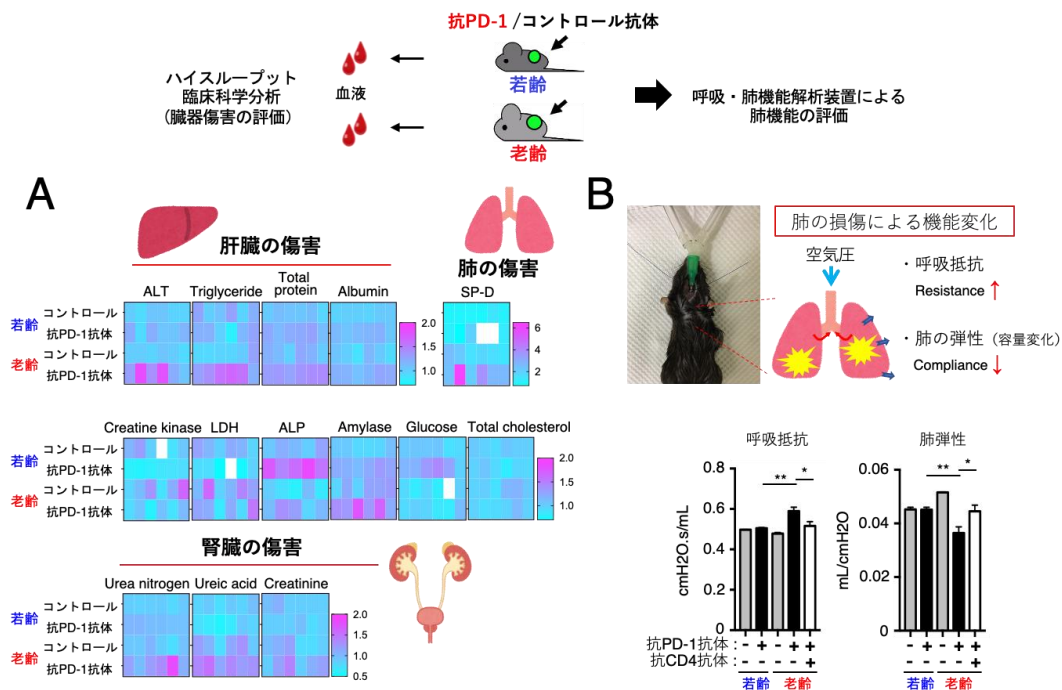 抗PD-1 /コントロール抗体
ハイスループット
臨床科学分析
(臓器傷害の評価)
血液
若齢
老齢
呼吸・肺機能解析装置による
肺機能の評価
A
肝臓の傷害
肺の傷害
ALT Triglyceride Total protein Albumin SP-D
若齢 コントロール
抗PD-1抗体
老齢 コントロール
抗PD-1抗体
2.0
1.5
1.0
6
4
2
Creatine kinase LDH ALP Amylase Glucose Total cholesterol
若齢 コントロール
抗PD-1抗体
老齢 コントロール
抗PD-1抗体
2.0
1.5
1.0
腎臓の傷害
Urea nitrogen Ureic acid Creatinine
若齢 コントロール
抗PD-1抗体
老齢 コントロール
抗PD-1抗体
2.0
1.5
1.0
0.5
B
肺の損傷による機能変化
空気圧
・呼吸抵抗
Resistance ↑
・肺の弾性（容量変化）
Compliance ↓
呼吸抵抗
cmH2O.s/mL
0.8
0.6
0.4
0.2
0
** *
肺弾性
mL/cmH2O
0.06
0.04
0.02
0
** *
抗PD-1抗体 : - + - + + - + - + +
抗CD4抗体 : - - - - + - - - - +
若齢 老齢 若齢 老齢